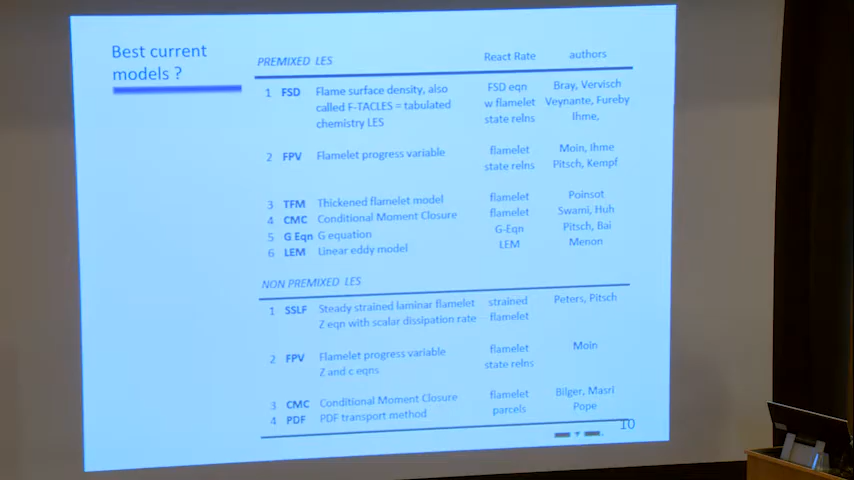 Best current
models ?
PREMIXED LES React Rate authors
1 FSD Flame surface density, also FSD eqn Bray, Vervisch
called F-TACLES = tabulated w flamelet Veynante, Fureby
chemistry LES state relns Ihme,
2 FPV Flamelet progress variable flamelet Moin, Ihme
state relns Pitsch, Kempf
3 TFM Thickened flamelet model flamelet Poinsot
4 CMC Conditional Moment Closure flamelet Swami, Huh
5 G Eqn G equation G-Eqn Pitsch, Bai
6 LEM Linear eddy model LEM Menon
NON PREMIXED LES
1 SSLF Steady strained laminar flamelet strained Peters, Pitsch
Z eqn with scalar dissipation rate flamelet
2 FPV Flamelet progress variable flamelet Moin
Z and c eqns state relns
3 CMC Conditional Moment Closure flamelet Bilger, Masri
4 PDF PDF transport method parcels Pope
10